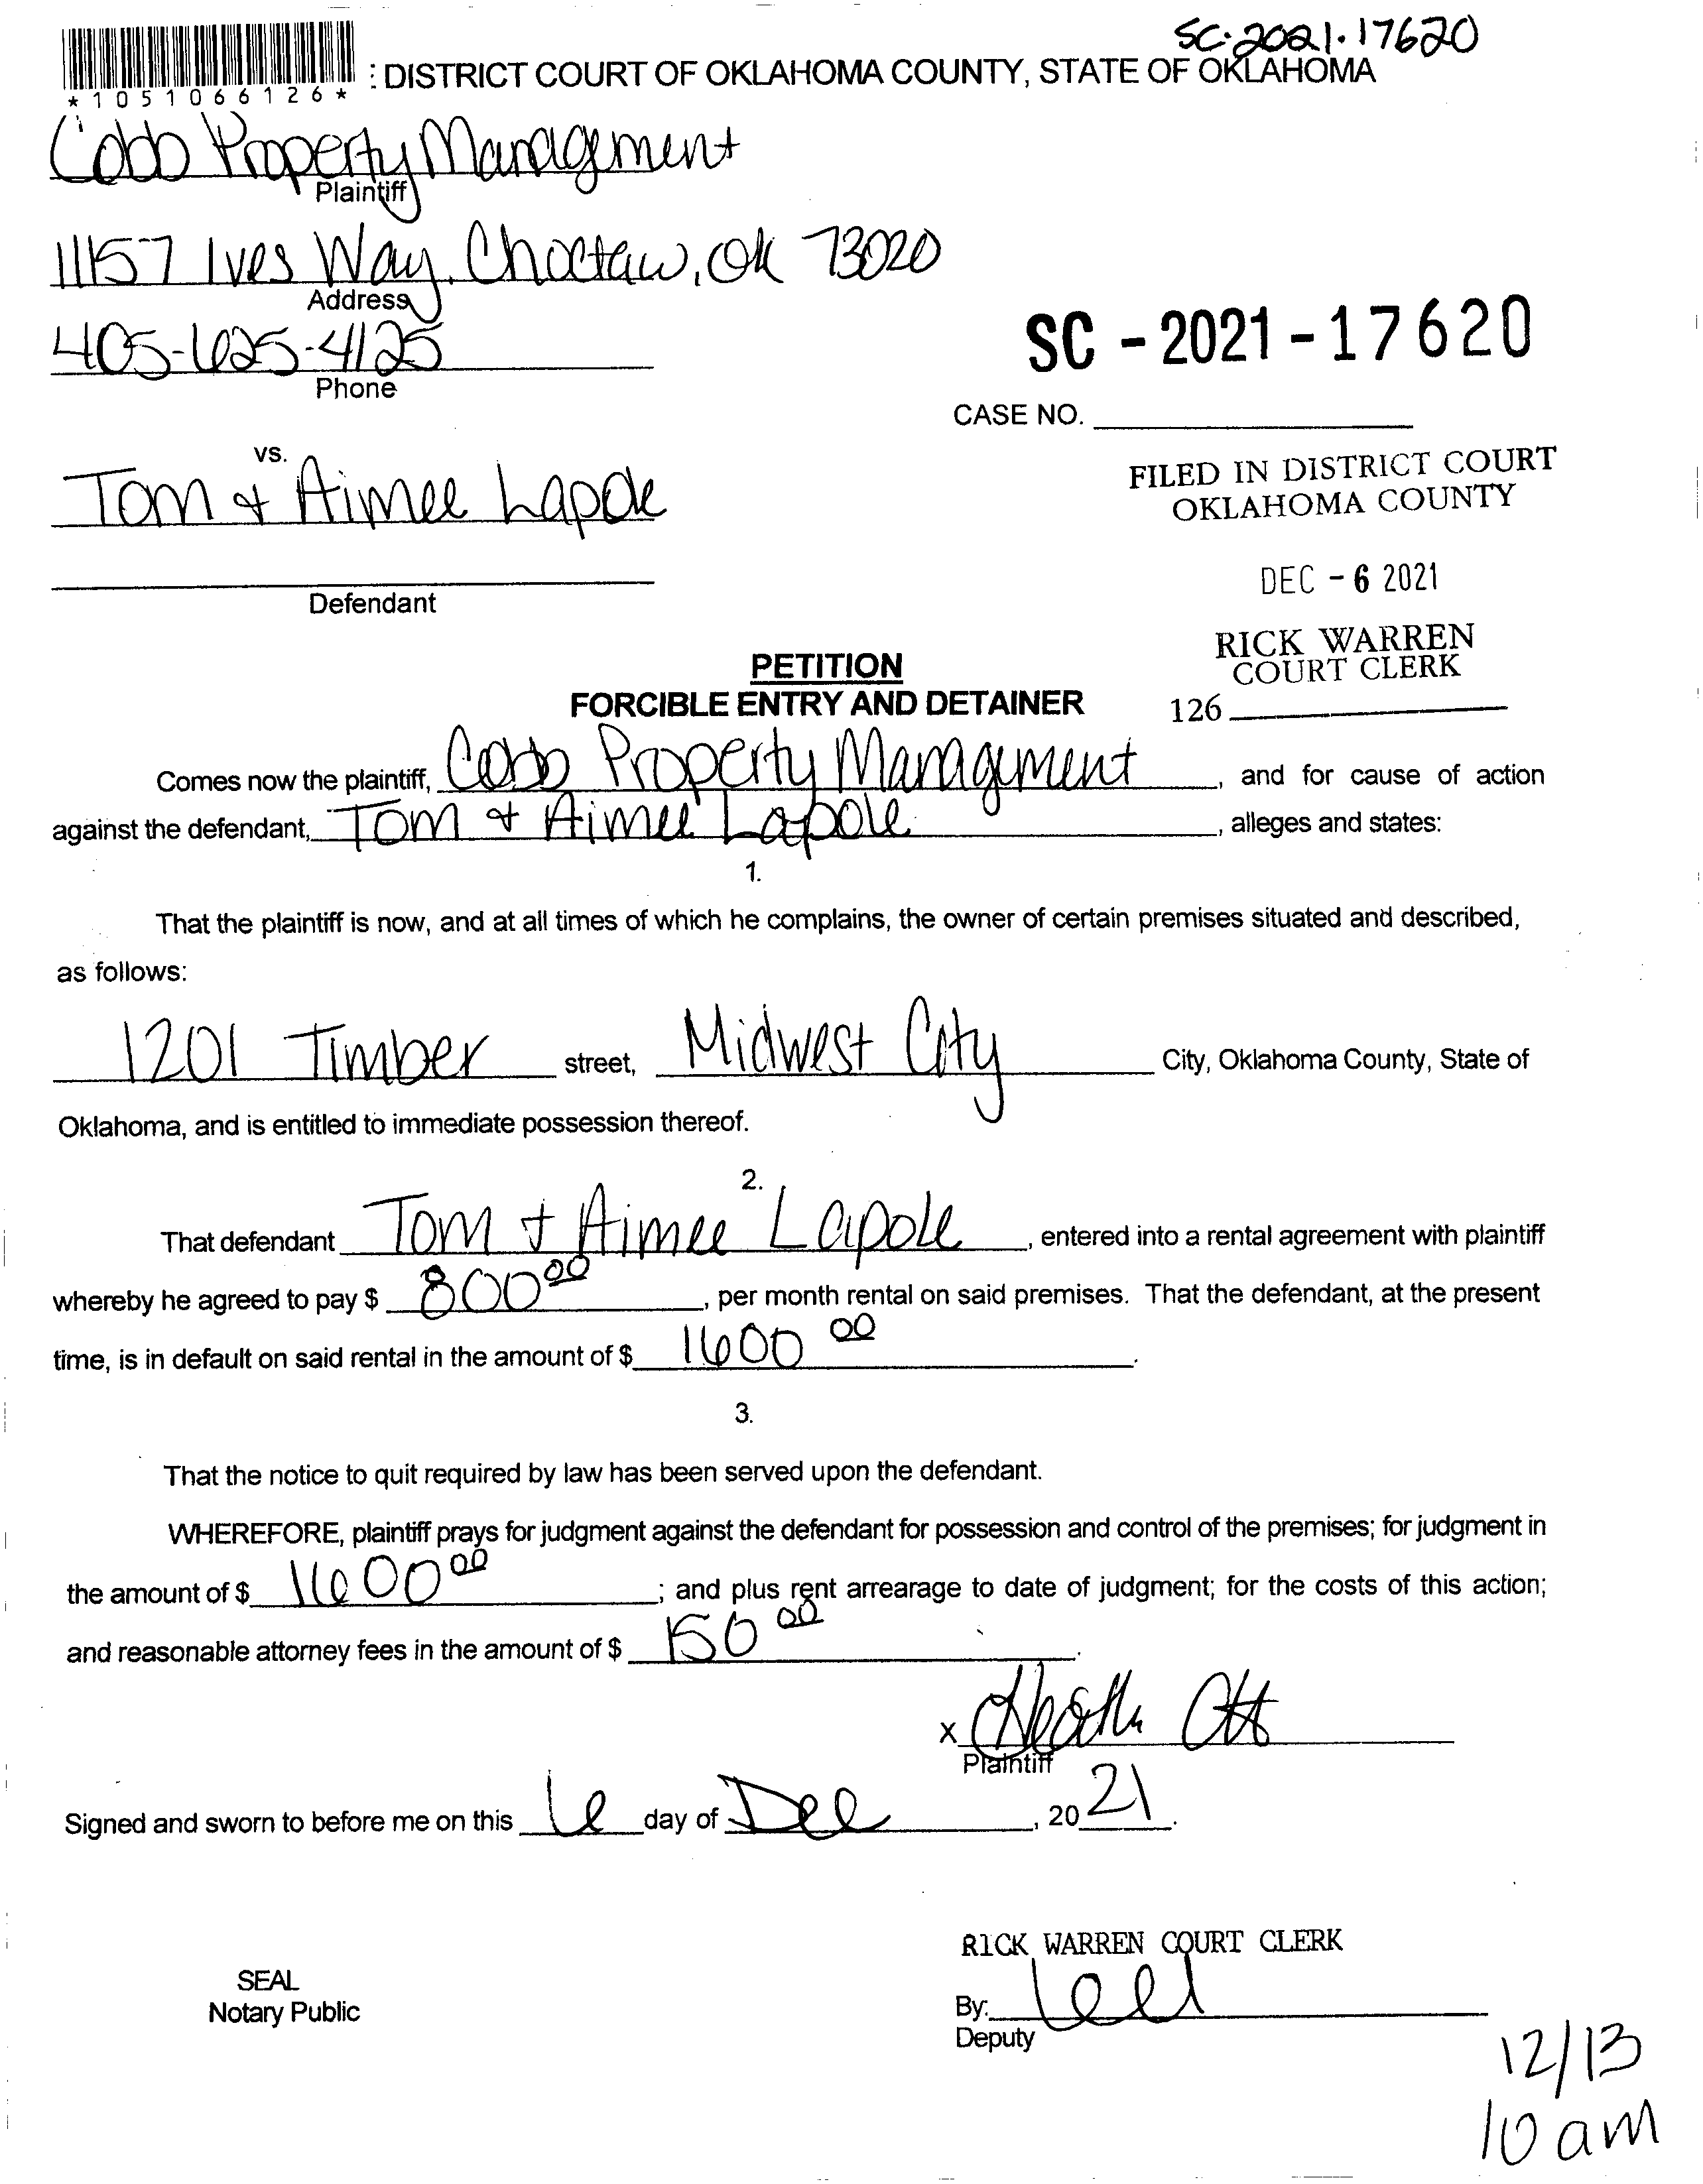 SC-2021-17620
*1051066126*
: DISTRICT COURT OF OKLAHOMA COUNTY, STATE OF OKLAHOMA
Cobb Property Management
Plaintiff
11157 Ives Way, Choctaw, OK 73020
Address
405-625-4125
Phone
SC - 2021 - 17620
CASE NO.
vs.
Tom & Aimee Lapole
Defendant
FILED IN DISTRICT COURT
OKLAHOMA COUNTY
DEC - 6 2021
RICK WARREN
COURT CLERK
126
PETITION
FORCIBLE ENTRY AND DETAINER
Comes now the plaintiff, Cobb Property Management, and for cause of action
against the defendant, Tom & Aimee Lapole, alleges and states:
1.
That the plaintiff is now, and at all times of which he complains, the owner of certain premises situated and described,
as follows:
1201 Timber street, Midwest City City, Oklahoma County, State of
Oklahoma, and is entitled to immediate possession thereof.
2.
That defendant Tom & Aimee Lapole, entered into a rental agreement with plaintiff
whereby he agreed to pay $ 800 00, per month rental on said premises. That the defendant, at the present
time, is in default on said rental in the amount of $ 1600 00.
3.
That the notice to quit required by law has been served upon the defendant.
WHEREFORE, plaintiff prays for judgment against the defendant for possession and control of the premises; for judgment in
the amount of $ 1600 00; and plus rent arrearage to date of judgment; for the costs of this action;
and reasonable attorney fees in the amount of $ 150 00.
x Heath Ott
Plaintiff
Signed and sworn to before me on this 6 day of Dec, 20 21.
RICK WARREN COURT CLERK
SEAL
Notary Public
By:
Deputy
12/13
10 am